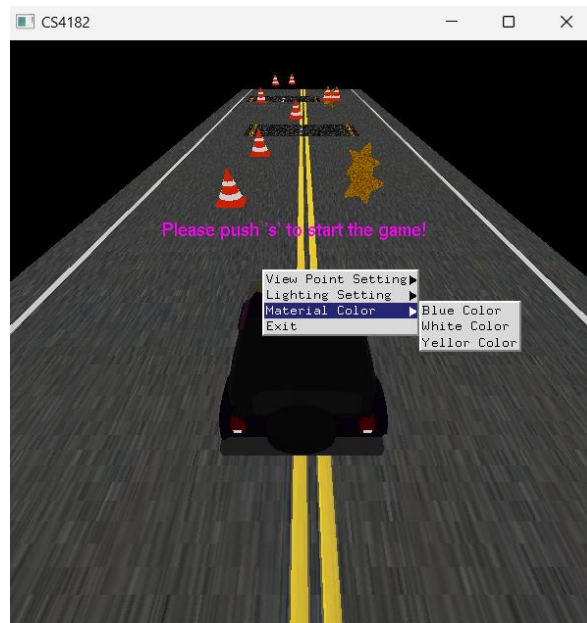 CS4182
Please push 's' to start the game!
View Point Setting
Lighting Setting
Material Color
Exit
Blue Color
White Color
Yellor Color